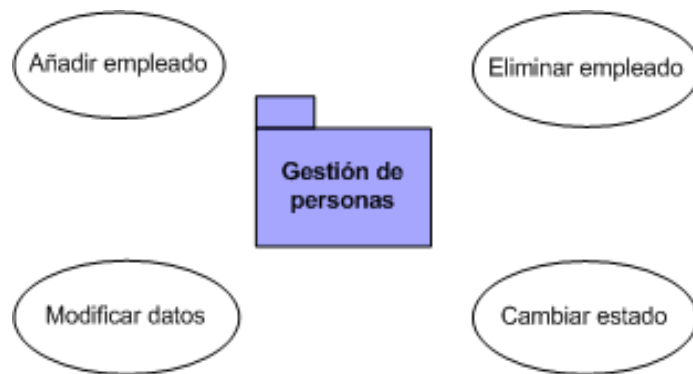 Añadir empleado
Eliminar empleado
Gestión de
personas
Modificar datos
Cambiar estado